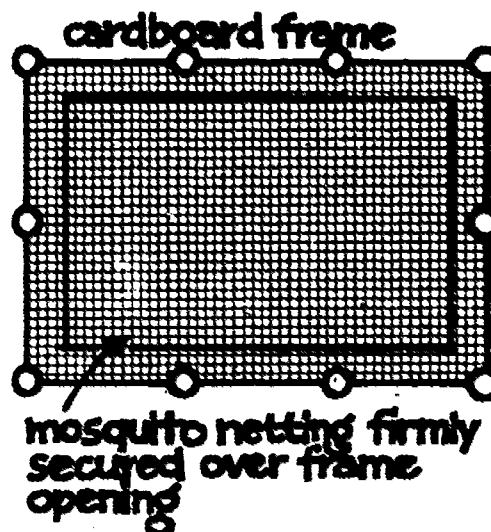 cardboard frame
mosquito netting firmly
secured over frame
opening